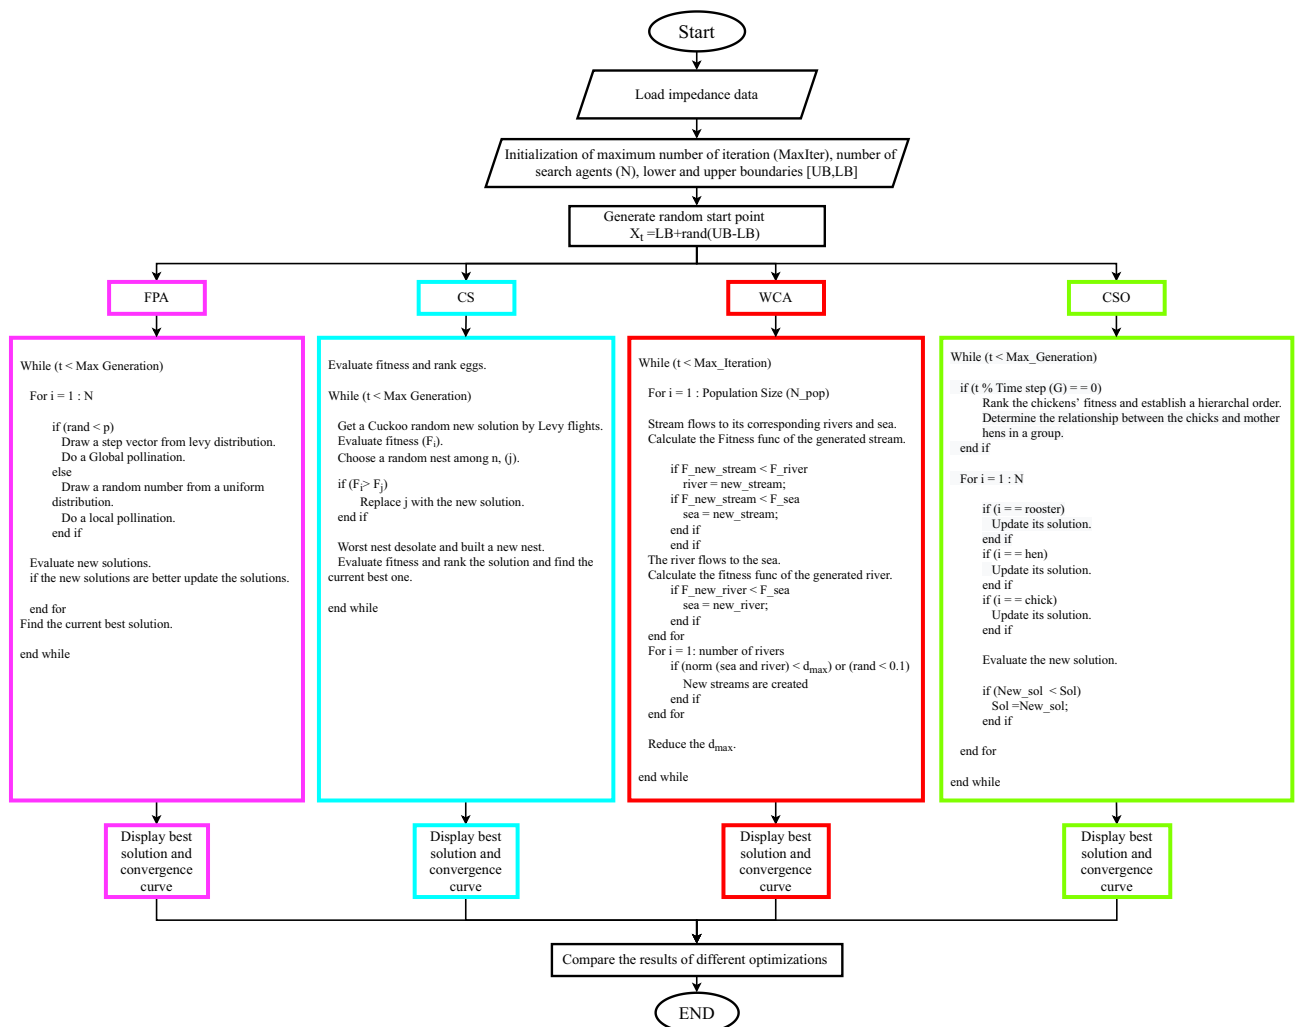 Start
Load impedance data
Initialization of maximum number of iteration (MaxIter), number of
search agents (N), lower and upper boundaries [UB,LB]
Generate random start point
X_t =LB+rand(UB-LB)
FPA
CS
WCA
CSO
While (t < Max Generation)
For i = 1 : N
if (rand < p)
Draw a step vector from levy distribution.
Do a Global pollination.
else
Draw a random number from a uniform
distribution.
Do a local pollination.
end if
Evaluate new solutions.
if the new solutions are better update the solutions.
end for
Find the current best solution.
end while
Evaluate fitness and rank eggs.
While (t < Max Generation)
Get a Cuckoo random new solution by Levy flights.
Evaluate fitness (F_i).
Choose a random nest among n, (j).
if (F_i> F_j)
Replace j with the new solution.
end if
Worst nest desolate and built a new nest.
Evaluate fitness and rank the solution and find the
current best one.
end while
While (t < Max_Iteration)
For i = 1 : Population Size (N_pop)
Stream flows to its corresponding rivers and sea.
Calculate the Fitness func of the generated stream.
if F_new_stream < F_river
river = new_stream;
if F_new_stream < F_sea
sea = new_stream;
end if
end if
The river flows to the sea.
Calculate the fitness func of the generated river.
if F_new_river < F_sea
sea = new_river;
end if
end for
For i = 1: number of rivers
if (norm (sea and river) < d_max) or (rand < 0.1)
New streams are created
end if
end for
Reduce the d_max.
end while
While (t < Max_Generation)
if (t % Time step (G) = = 0)
Rank the chickens’ fitness and establish a hierarchal order.
Determine the relationship between the chicks and mother
hens in a group.
end if
For i = 1 : N
if (i = = rooster)
Update its solution.
end if
if (i = = hen)
Update its solution.
end if
if (i = = chick)
Update its solution.
end if
Evaluate the new solution.
if (New_sol < Sol)
Sol =New_sol;
end if
end for
end while
Display best
solution and
convergence
curve
Display best
solution and
convergence
curve
Display best
solution and
convergence
curve
Display best
solution and
convergence
curve
Compare the results of different optimizations
END